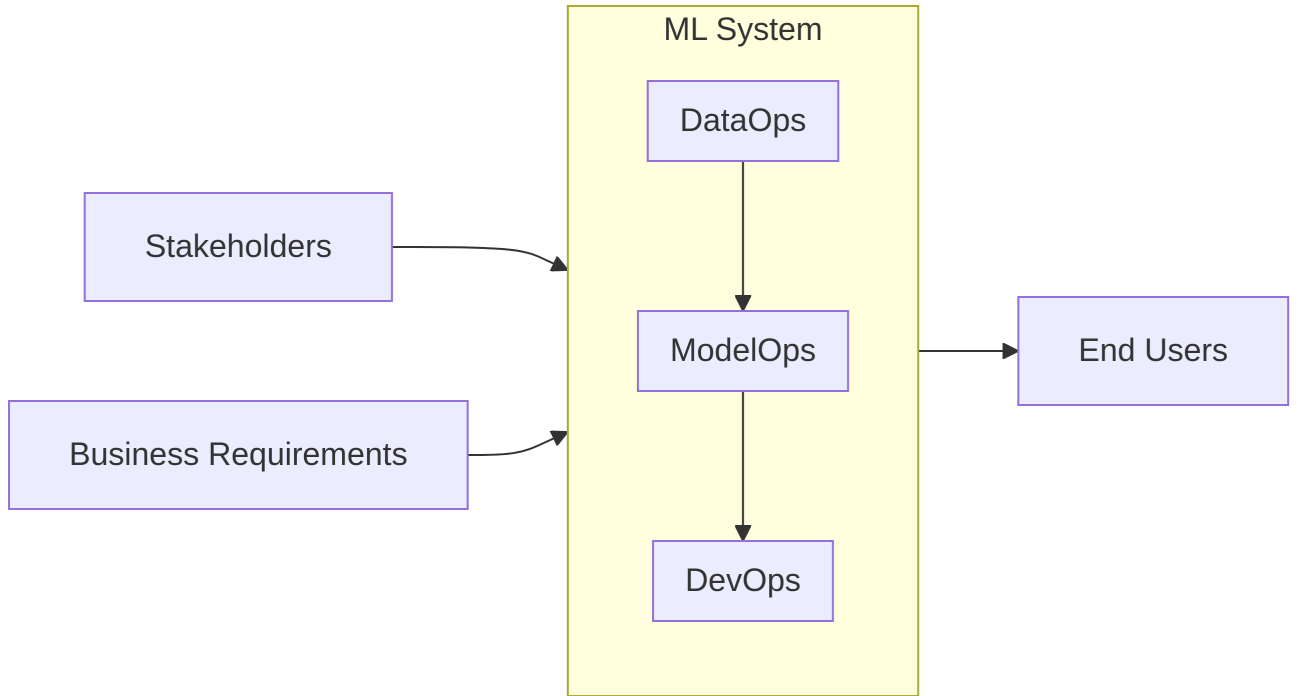 ML System
DataOps
Stakeholders
ModelOps
End Users
Business Requirements
DevOps